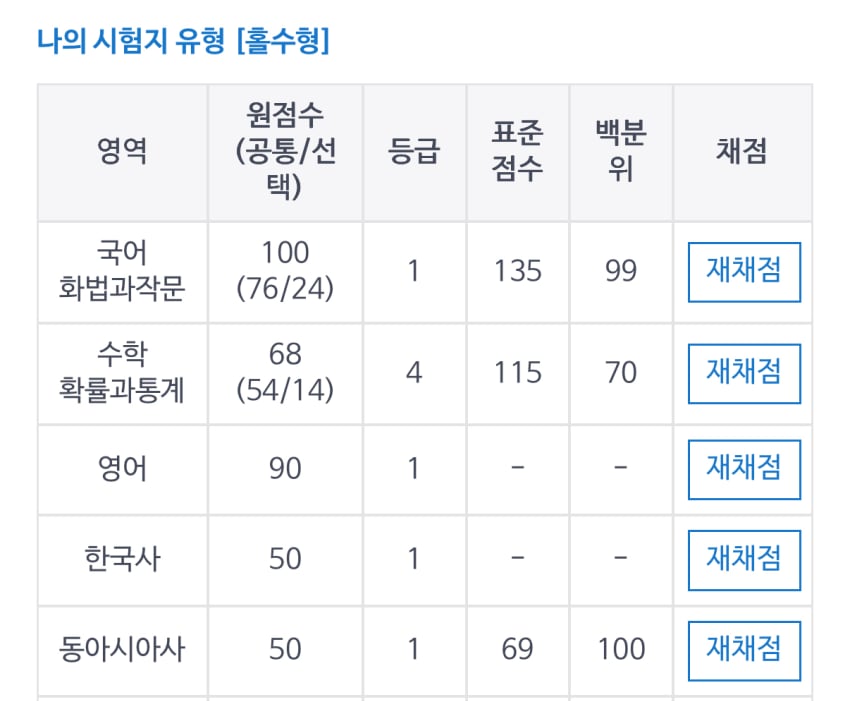 나의 시험지 유형 [홀수형]
영역 원점수 (공통/선택) 등급 표준 점수 백분위 채점
국어 화법과작문 100 (76/24) 1 135 99 재채점
수학 확률과통계 68 (54/14) 4 115 70 재채점
영어 90 1 - - 재채점
한국사 50 1 - - 재채점
동아시아사 50 1 69 100 재채점